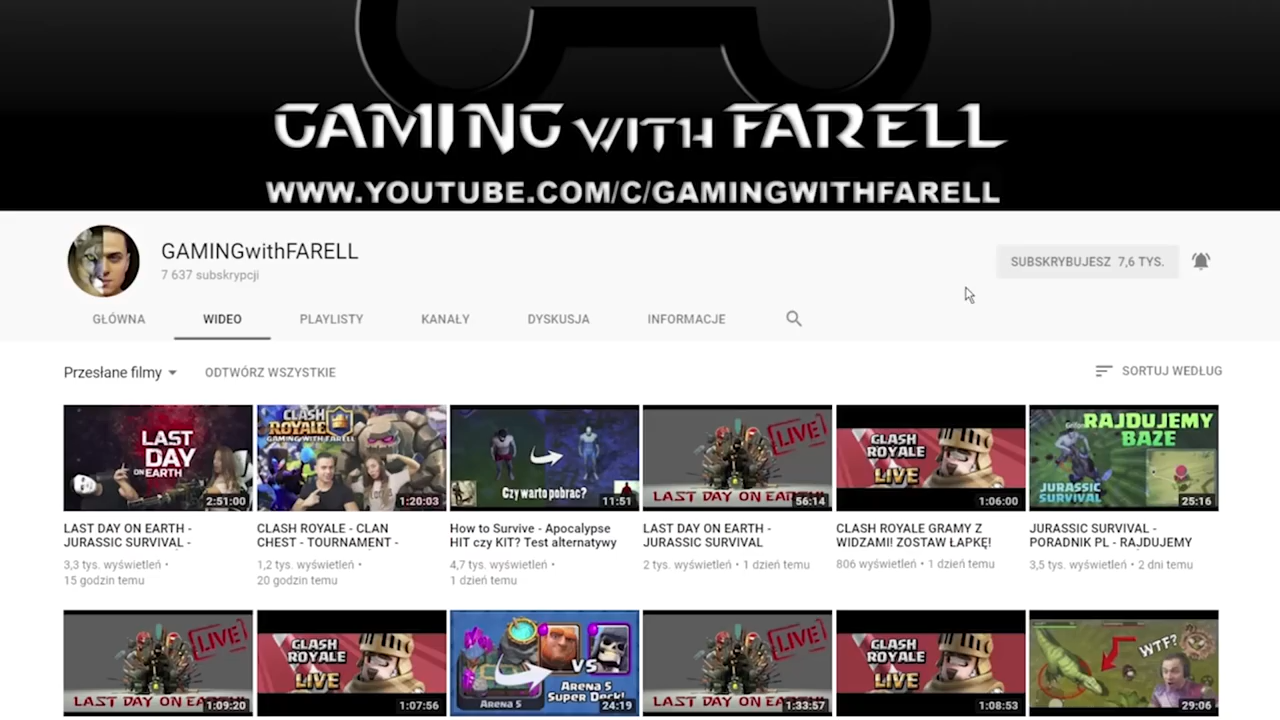 GAMING WITH FARELL
WWW.YOUTUBE.COM/C/GAMINGWITHFARELL
GAMINGwithFARELL
7 637 subskrypcji
SUBSKRYBUJESZ 7,6 TYS.
GŁÓWNA
WIDEO
PLAYLISTY
KANAŁY
DYSKUSJA
INFORMACJE
Przesłane filmy
ODTWÓRZ WSZYSTKIE
SORTUJ WEDŁUG
LAST
DAY
ON EARTH
2:51:00
LAST DAY ON EARTH -
JURASSIC SURVIVAL -
3,3 tys. wyświetleń •
15 godzin temu
CLASH
ROYALE
GAMING WITH FARELL
1:20:03
CLASH ROYALE - CLAN
CHEST - TOURNAMENT -
1,2 tys. wyświetleń •
20 godzin temu
Czy warto pobrac?
11:51
How to Survive - Apocalypse
HIT czy KIT? Test alternatywy
4,7 tys. wyświetleń •
1 dzień temu
LIVE
LAST DAY ON EA
56:14
LAST DAY ON EARTH -
JURASSIC SURVIVAL
2 tys. wyświetleń • 1 dzień temu
CLASH
ROYALE
LIVE
1:06:00
CLASH ROYALE GRAMY Z
WIDZAMI! ZOSTAW ŁAPKĘ!
806 wyświetleń • 1 dzień temu
RAJDUJEMY
BAZE
JURASSIC
SURVIVAL
25:16
JURASSIC SURVIVAL -
PORADNIK PL - RAJDUJEMY
3,5 tys. wyświetleń • 2 dni temu
LIVE
LAST DAY ON EA
1:09:20
CLASH
ROYALE
LIVE
1:07:56
VS
Arena 5
Arena 5
Super Deck!
24:19
LIVE
LAST DAY ON EA
1:33:57
CLASH
ROYALE
LIVE
1:08:53
WTF?
29:06